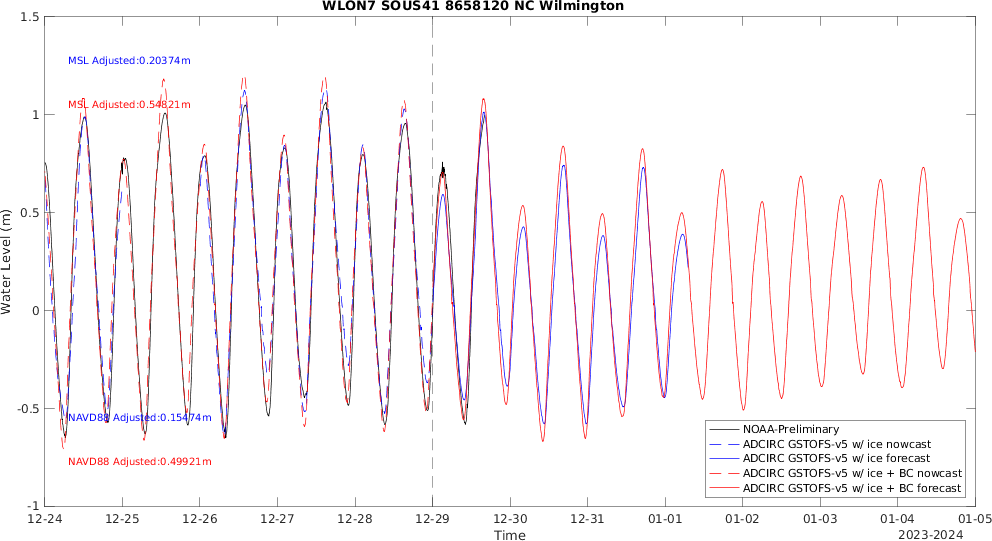 WLON7 SOUS41 8658120 NC Wilmington
1.5
1
0.5
0
-0.5
-1
Water Level (m)
MSL Adjusted:0.20374m
MSL Adjusted:0.54821m
NAVD88 Adjusted:0.15474m
NAVD88 Adjusted:0.49921m
NOAA-Preliminary
ADCIRC GSTOFS-v5 w/ ice nowcast
ADCIRC GSTOFS-v5 w/ ice forecast
ADCIRC GSTOFS-v5 w/ ice + BC nowcast
ADCIRC GSTOFS-v5 w/ ice + BC forecast
12-24 12-25 12-26 12-27 12-28 12-29 12-30 12-31 01-01 01-02 01-03 01-04 01-05
Time
2023-2024